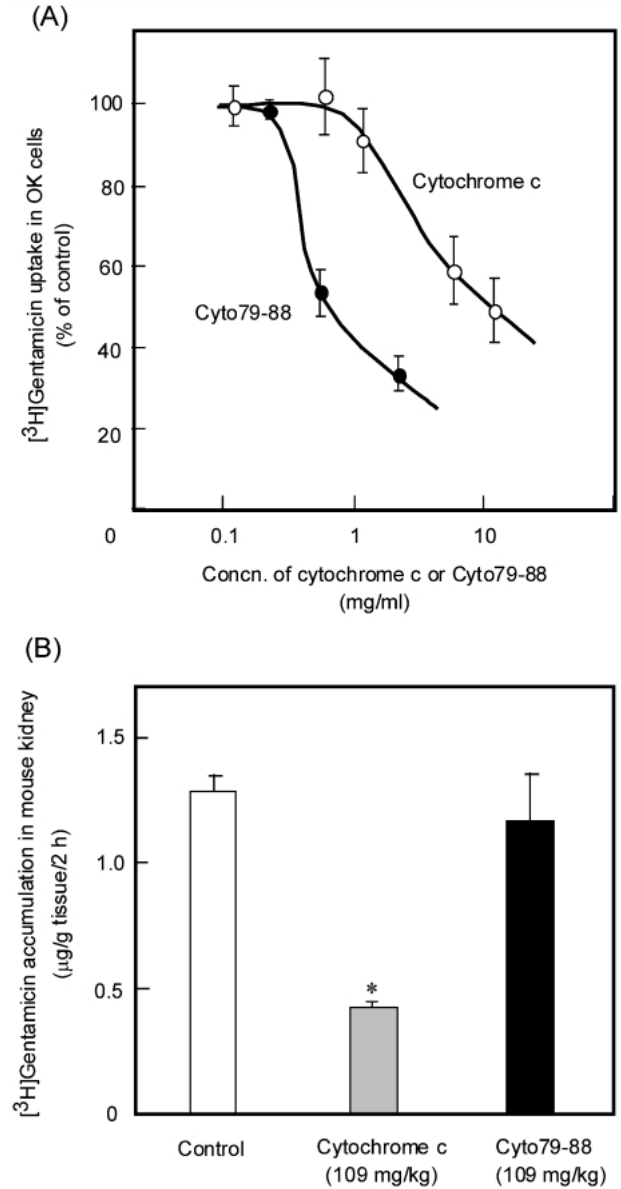 (A)
[³H]Gentamicin uptake in OK cells
(% of control)
100
80
60
40
20
0
Cytochrome c
Cyto79-88
0.1
1
10
Concn. of cytochrome c or Cyto79-88
(mg/ml)
(B)
[³H]Gentamicin accumulation in mouse kidney
(μg/g tissue/2 h)
1.5
1.0
0.5
0
*
Control
Cytochrome c
(109 mg/kg)
Cyto79-88
(109 mg/kg)